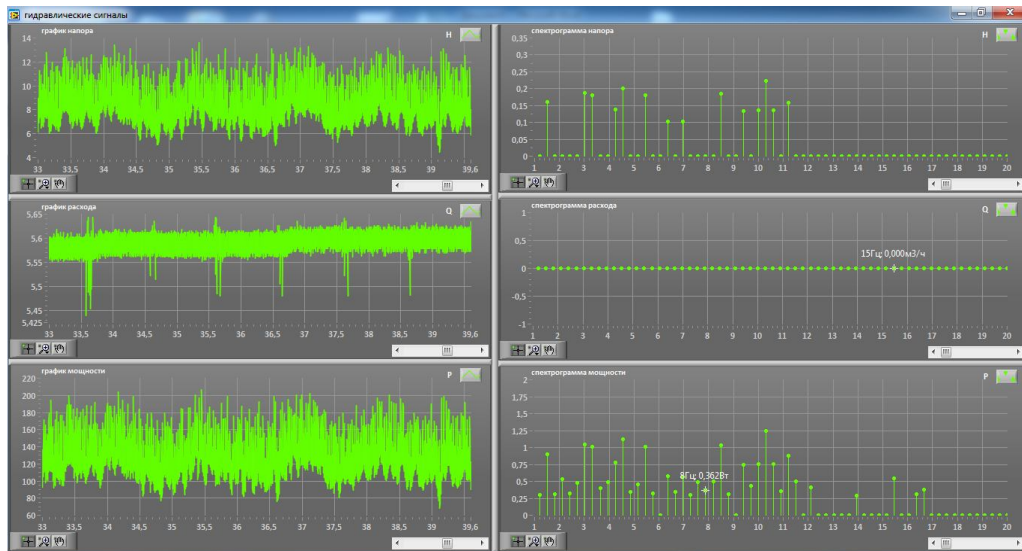 гидравлические сигналы
график напора
H
14
12
10
8
6
4
33 33,5 34 34,5 35 35,5 36 36,5 37 37,5 38 38,5 39 39,6
спектрограмма напора
H
0,35
0,3
0,25
0,2
0,15
0,1
0,05
0
1 2 3 4 5 6 7 8 9 10 11 12 13 14 15 16 17 18 19 20
график расхода
Q
5,65
5,6
5,55
5,5
5,45
5,425
33 33,5 34 34,5 35 35,5 36 36,5 37 37,5 38 38,5 39 39,6
спектрограмма расхода
Q
1
0,5
15Гц; 0,000м3/ч
0
-0,5
-1
1 2 3 4 5 6 7 8 9 10 11 12 13 14 15 16 17 18 19 20
график мощности
P
220
200
180
160
140
120
100
80
60
33 33,5 34 34,5 35 35,5 36 36,5 37 37,5 38 38,5 39 39,6
спектрограмма мощности
P
2
1,75
1,5
1,25
1
0,75
8Гц; 0,362Вт
0,5
0,25
0
1 2 3 4 5 6 7 8 9 10 11 12 13 14 15 16 17 18 19 20